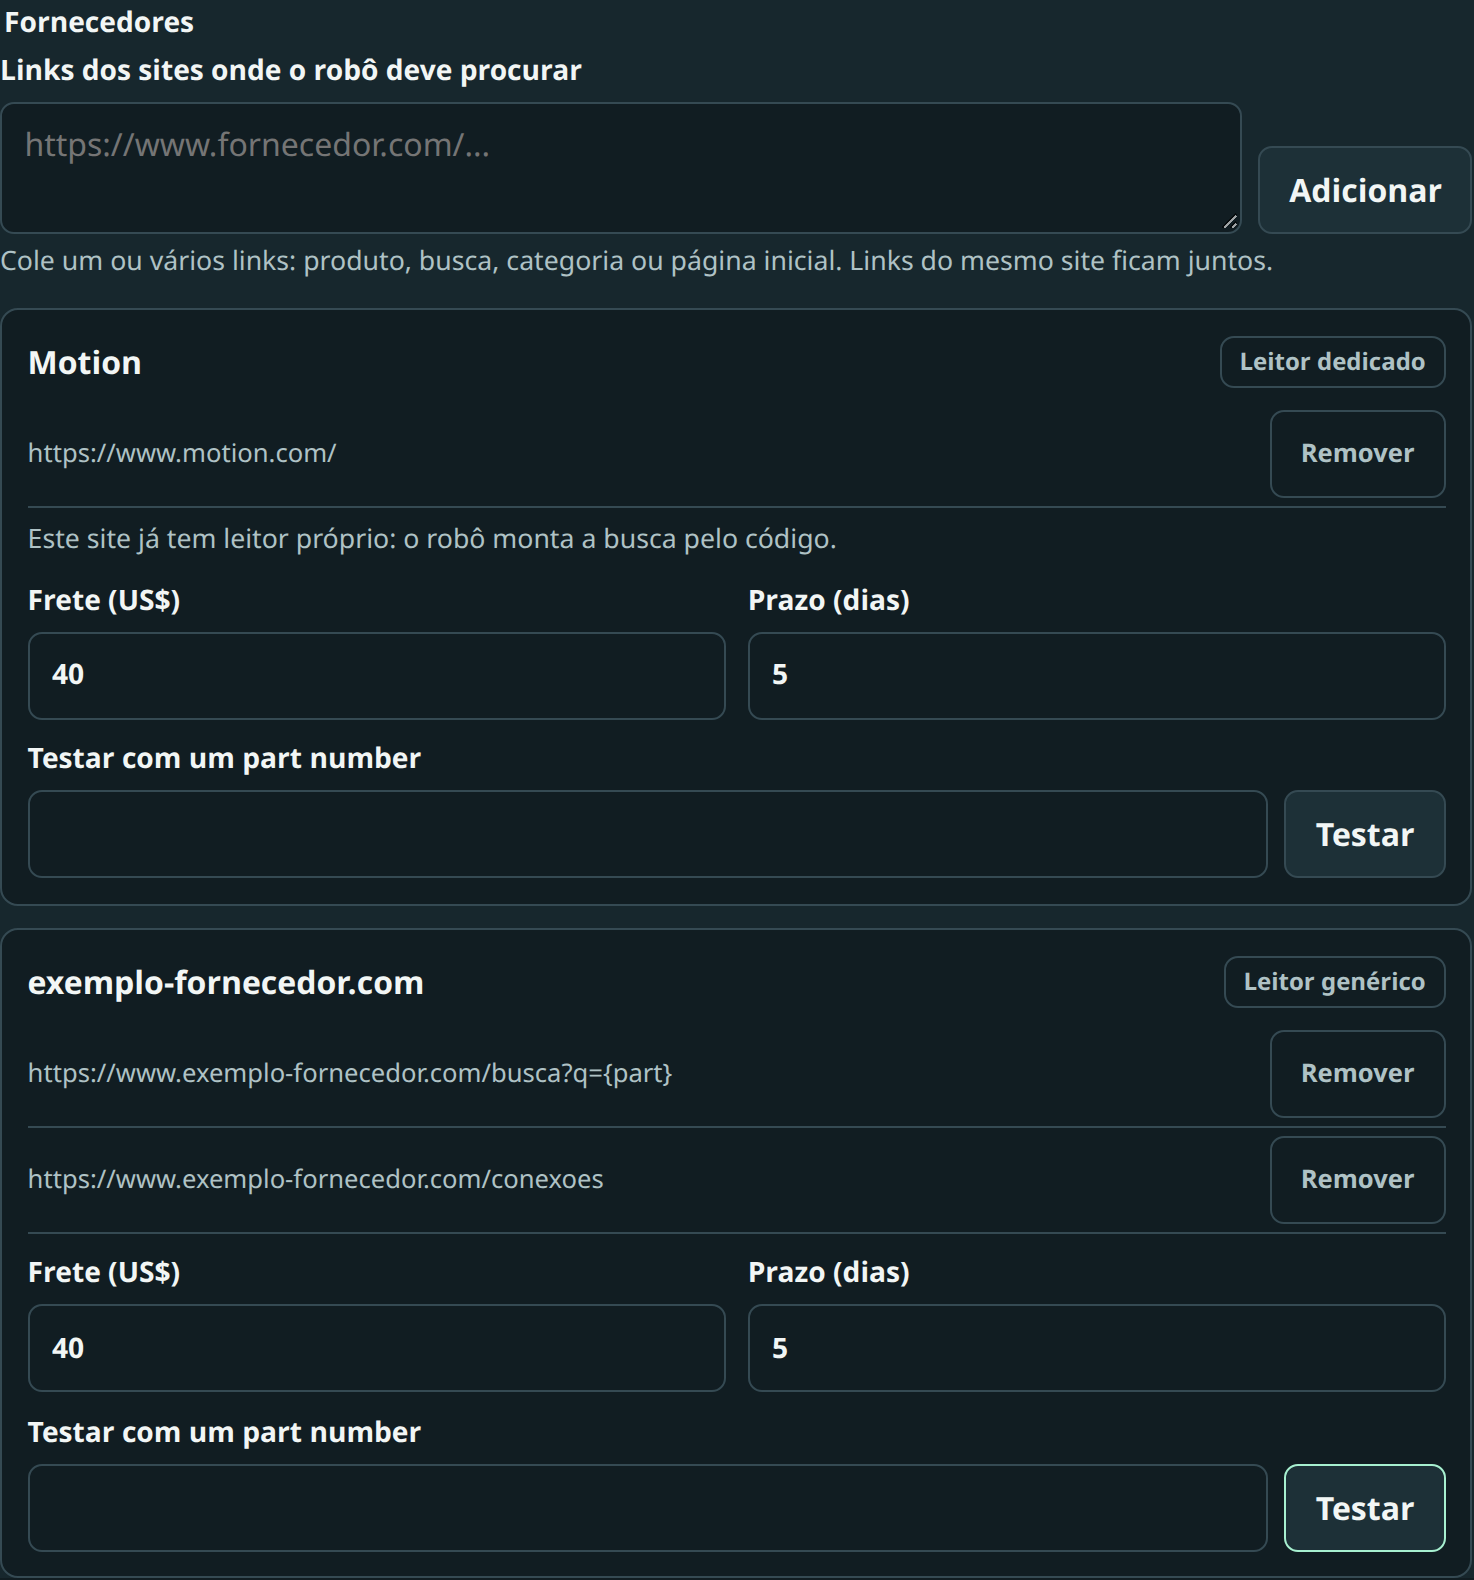 Fornecedores
Links dos sites onde o robô deve procurar
https://www.fornecedor.com/...
Adicionar
Cole um ou vários links: produto, busca, categoria ou página inicial. Links do mesmo site ficam juntos.
Motion
Leitor dedicado
https://www.motion.com/
Remover
Este site já tem leitor próprio: o robô monta a busca pelo código.
Frete (US$)
Prazo (dias)
40
5
Testar com um part number
Testar
exemplo-fornecedor.com
Leitor genérico
https://www.exemplo-fornecedor.com/busca?q={part}
Remover
https://www.exemplo-fornecedor.com/conexoes
Remover
Frete (US$)
Prazo (dias)
40
5
Testar com um part number
Testar